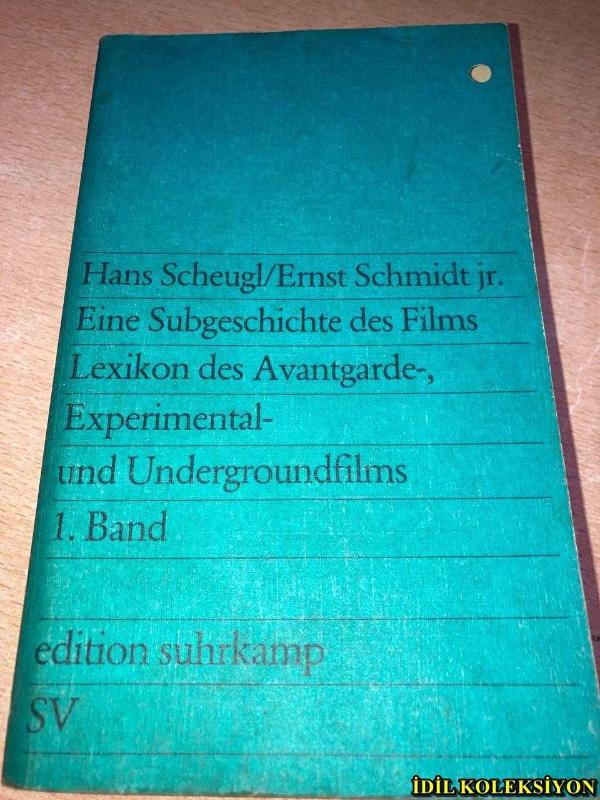 Hans Scheugl/Ernst Schmidt jr.
Eine Subgeschichte des Films
Lexikon des Avantgarde-,
Experimental-
und Undergroundfilms
1. Band
edition suhrkamp
SV
İDİL KOLEKSİYON